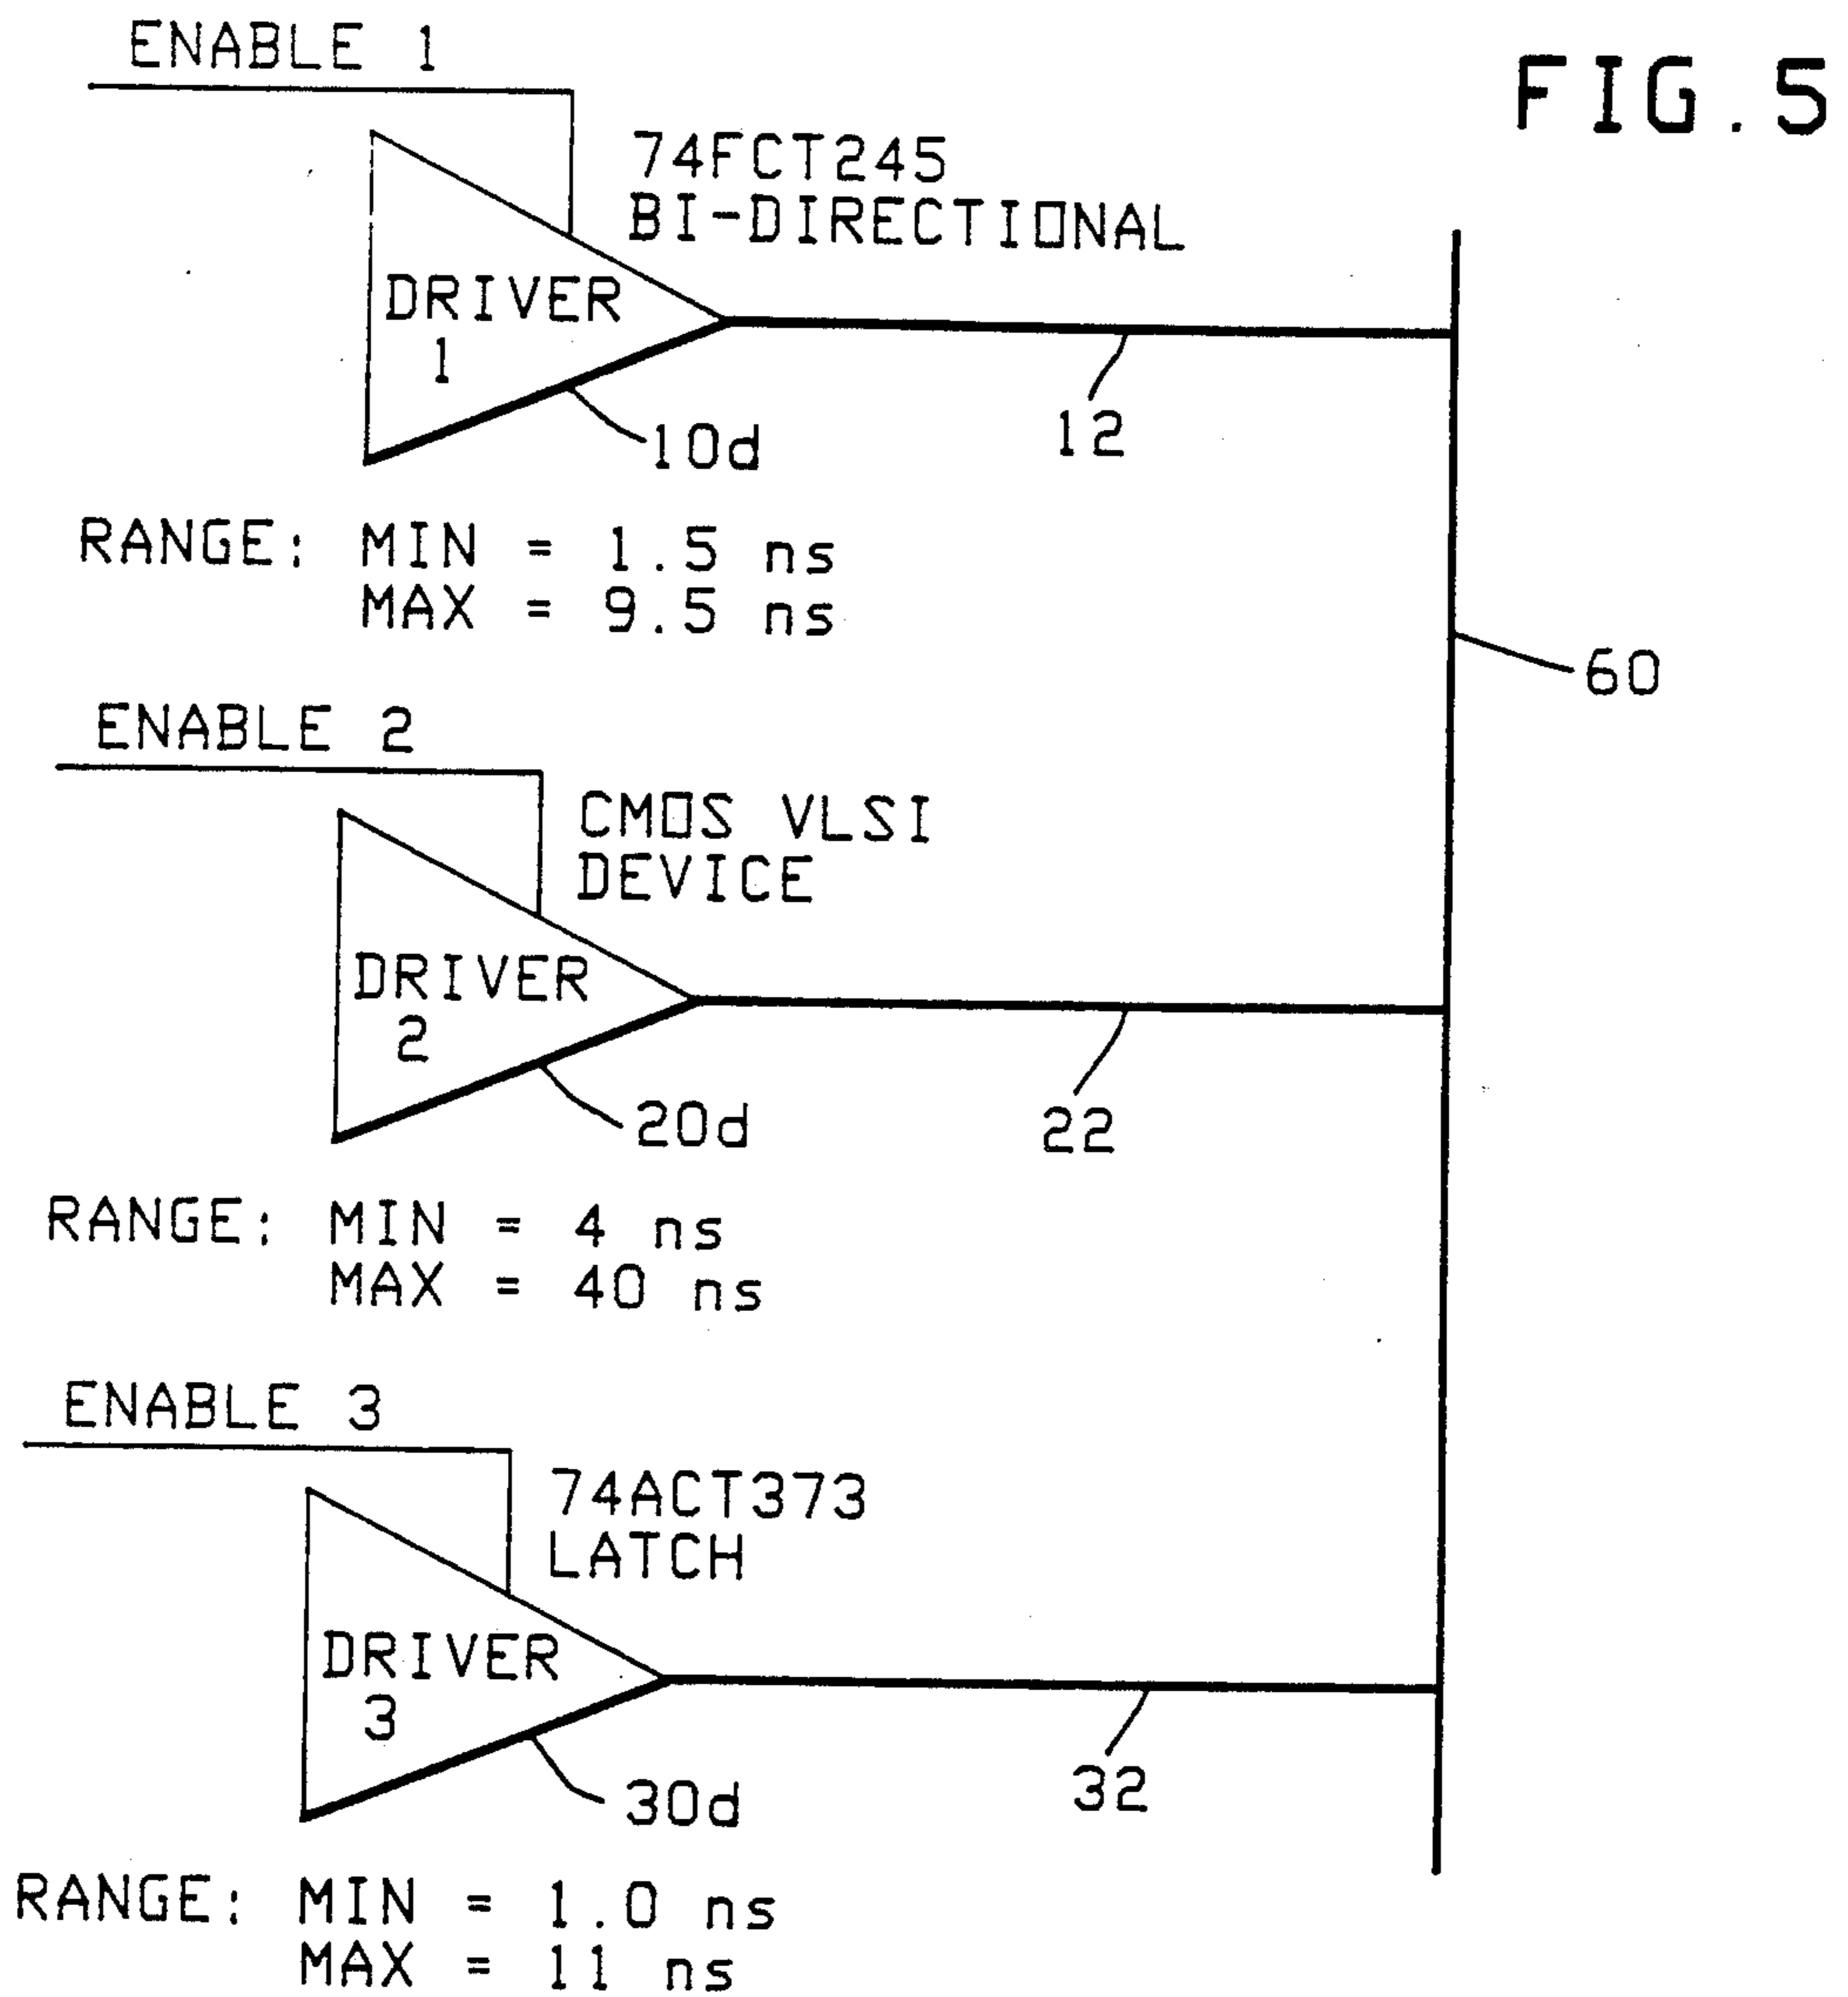 FIG.5
ENABLE 1
74FCT245
BI-DIRECTIONAL
DRIVER
1
10d
12
RANGE: MIN = 1.5 ns
MAX = 9.5 ns
60
ENABLE 2
CMOS VLSI
DEVICE
DRIVER
2
20d
22
RANGE: MIN = 4 ns
MAX = 40 ns
ENABLE 3
74ACT373
LATCH
DRIVER
3
30d
32
RANGE: MIN = 1.0 ns
MAX = 11 ns